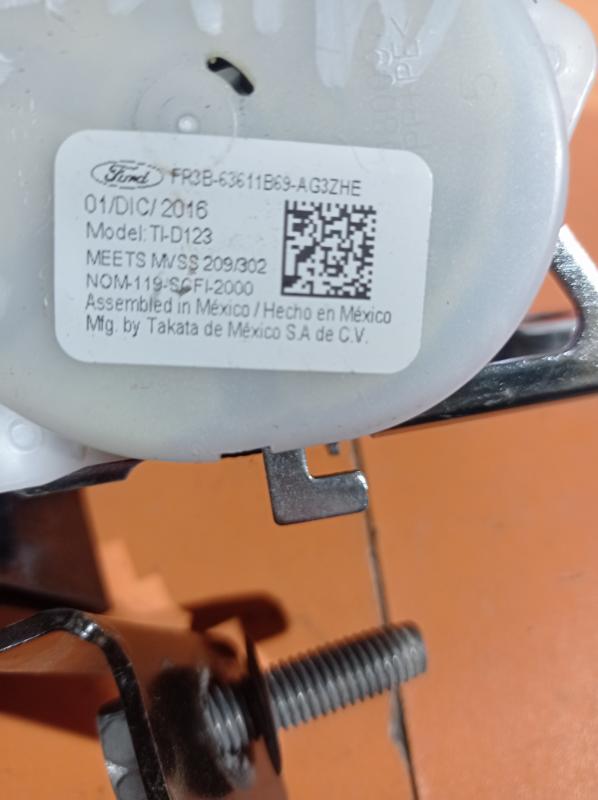 Ford FR3B-63611B69-AG3ZHE
01/DIC/2016
Model: TI-D123
MEETS MVSS 209/302
NOM-119-SCFI-2000
Assembled in México / Hecho en México
Mfg. by Takata de México S.A de C.V.
5